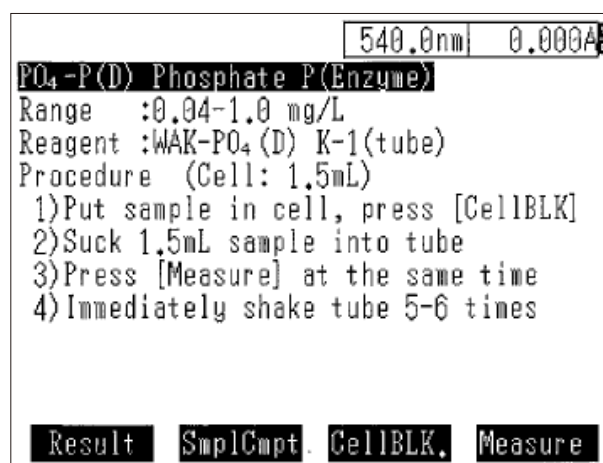 540.0nm 0.000A
PO₄-P(D) Phosphate P(Enzyme)
Range :0.04-1.0 mg/L
Reagent :WAK-PO₄(D) K-1(tube)
Procedure (Cell: 1.5mL)
1)Put sample in cell, press [CellBLK]
2)Suck 1.5mL sample into tube
3)Press [Measure] at the same time
4)Immediately shake tube 5-6 times
Result SmplCmpt. CellBLK. Measure